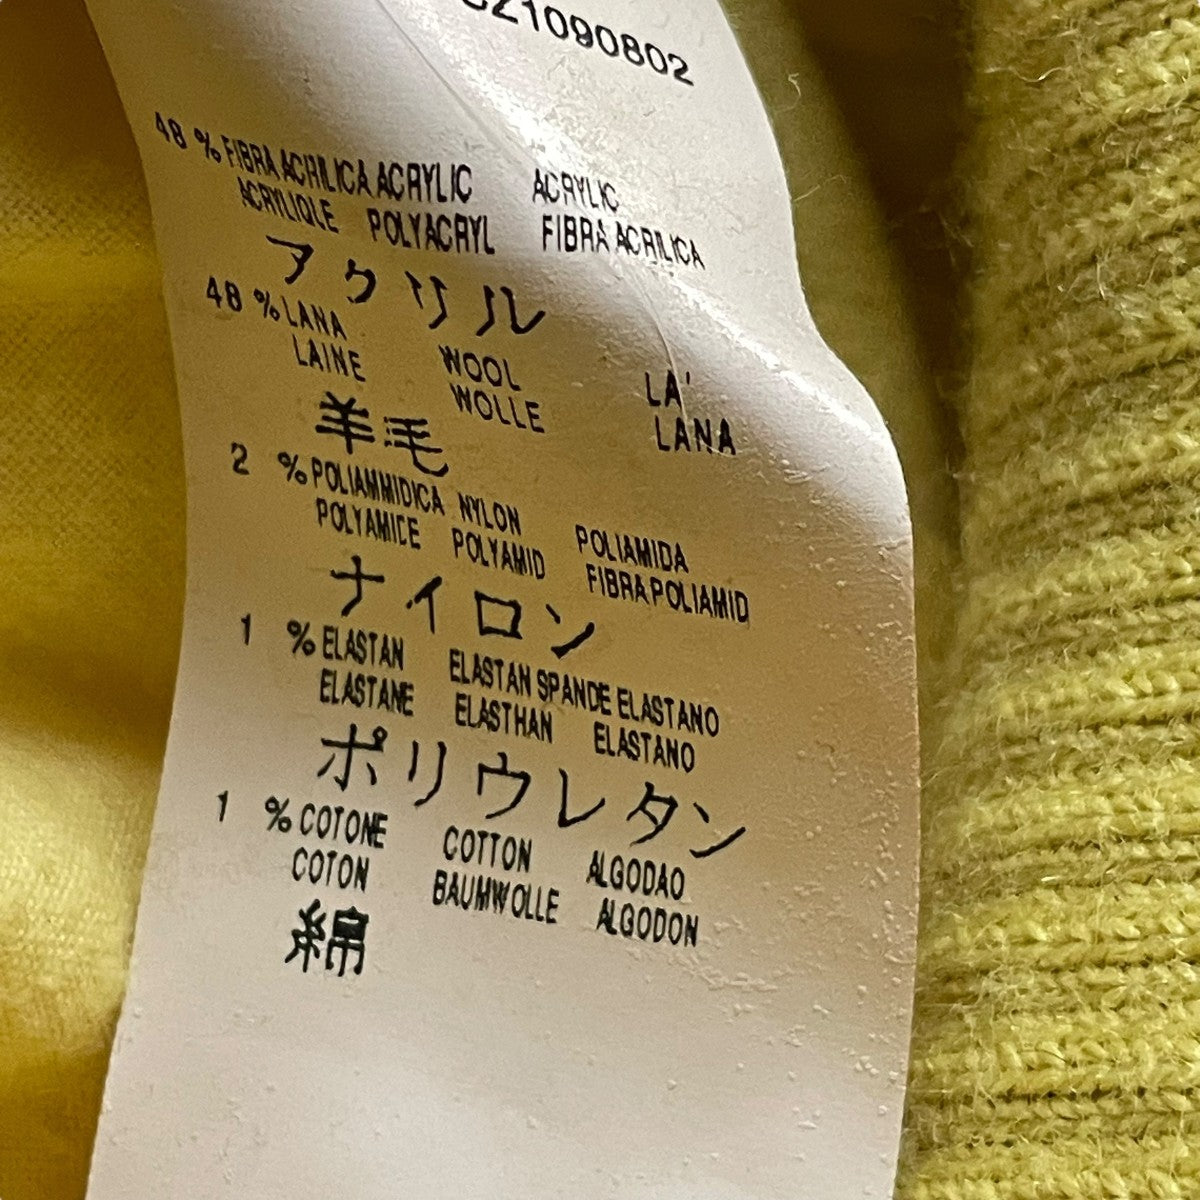 1090802
48 % FIBRA ACRILICA ACRYLIC ACRYLIC
ACRYLIQLE POLYACRYL FIBRA ACRILICA
アクリル
48 % LANA WOOL LA'
LAINE WOLLE LANA
羊毛
2 % POLIAMMIDICA NYLON POLIAMIDA
POLYAMICE POLYAMID FIBRA POLIAMID
ナイロン
1 % ELASTAN ELASTAN SPANDE ELASTANO
ELASTANE ELASTHAN ELASTANO
ポリウレタン
1 % COTONE COTTON ALGODAO
COTON BAUMWOLLE ALGODON
綿